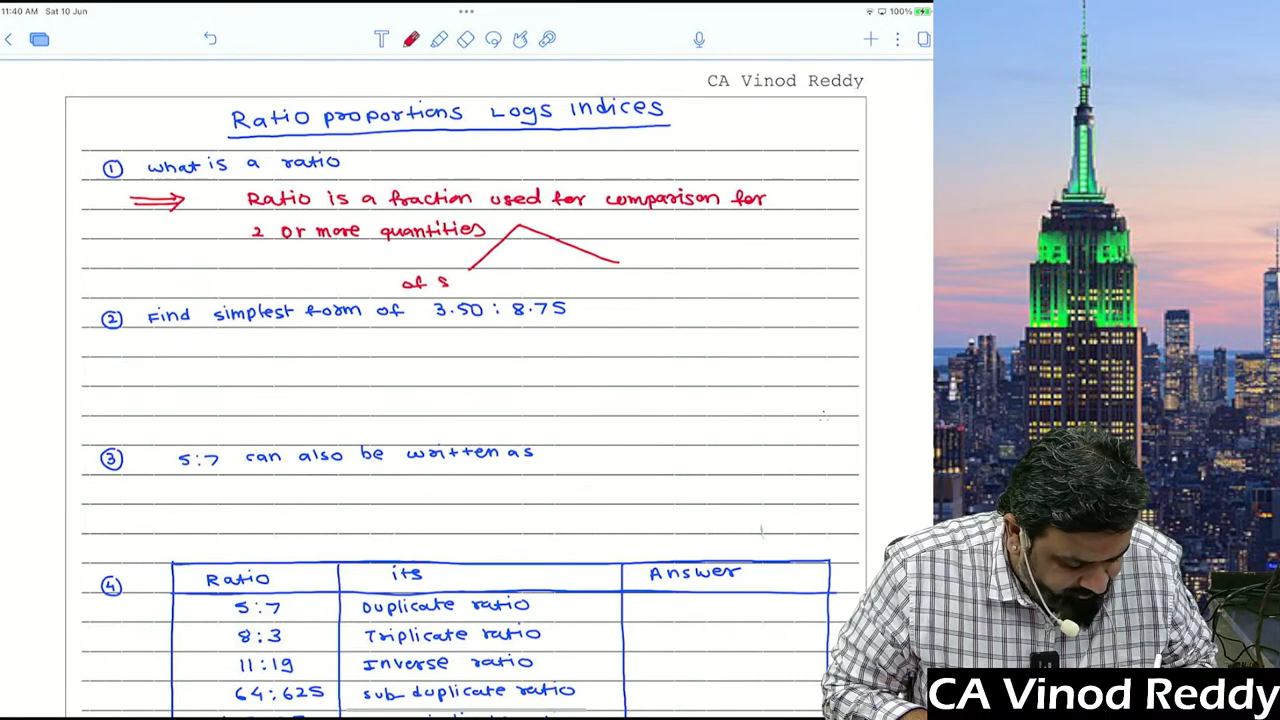 11:40 AM Sat 10 Jun
100%
CA Vinod Reddy
Ratio proportions Logs Indices
① what is a ratio
⟹ Ratio is a fraction used for comparison for
2 or more quantities
of s
② Find simplest form of 3.50 : 8.75
③ 5:7 can also be written as
④ Ratio its Answer
5:7 Duplicate ratio
8:3 Triplicate ratio
11:19 Inverse ratio
64:625 sub-duplicate ratio
CA Vinod Reddy